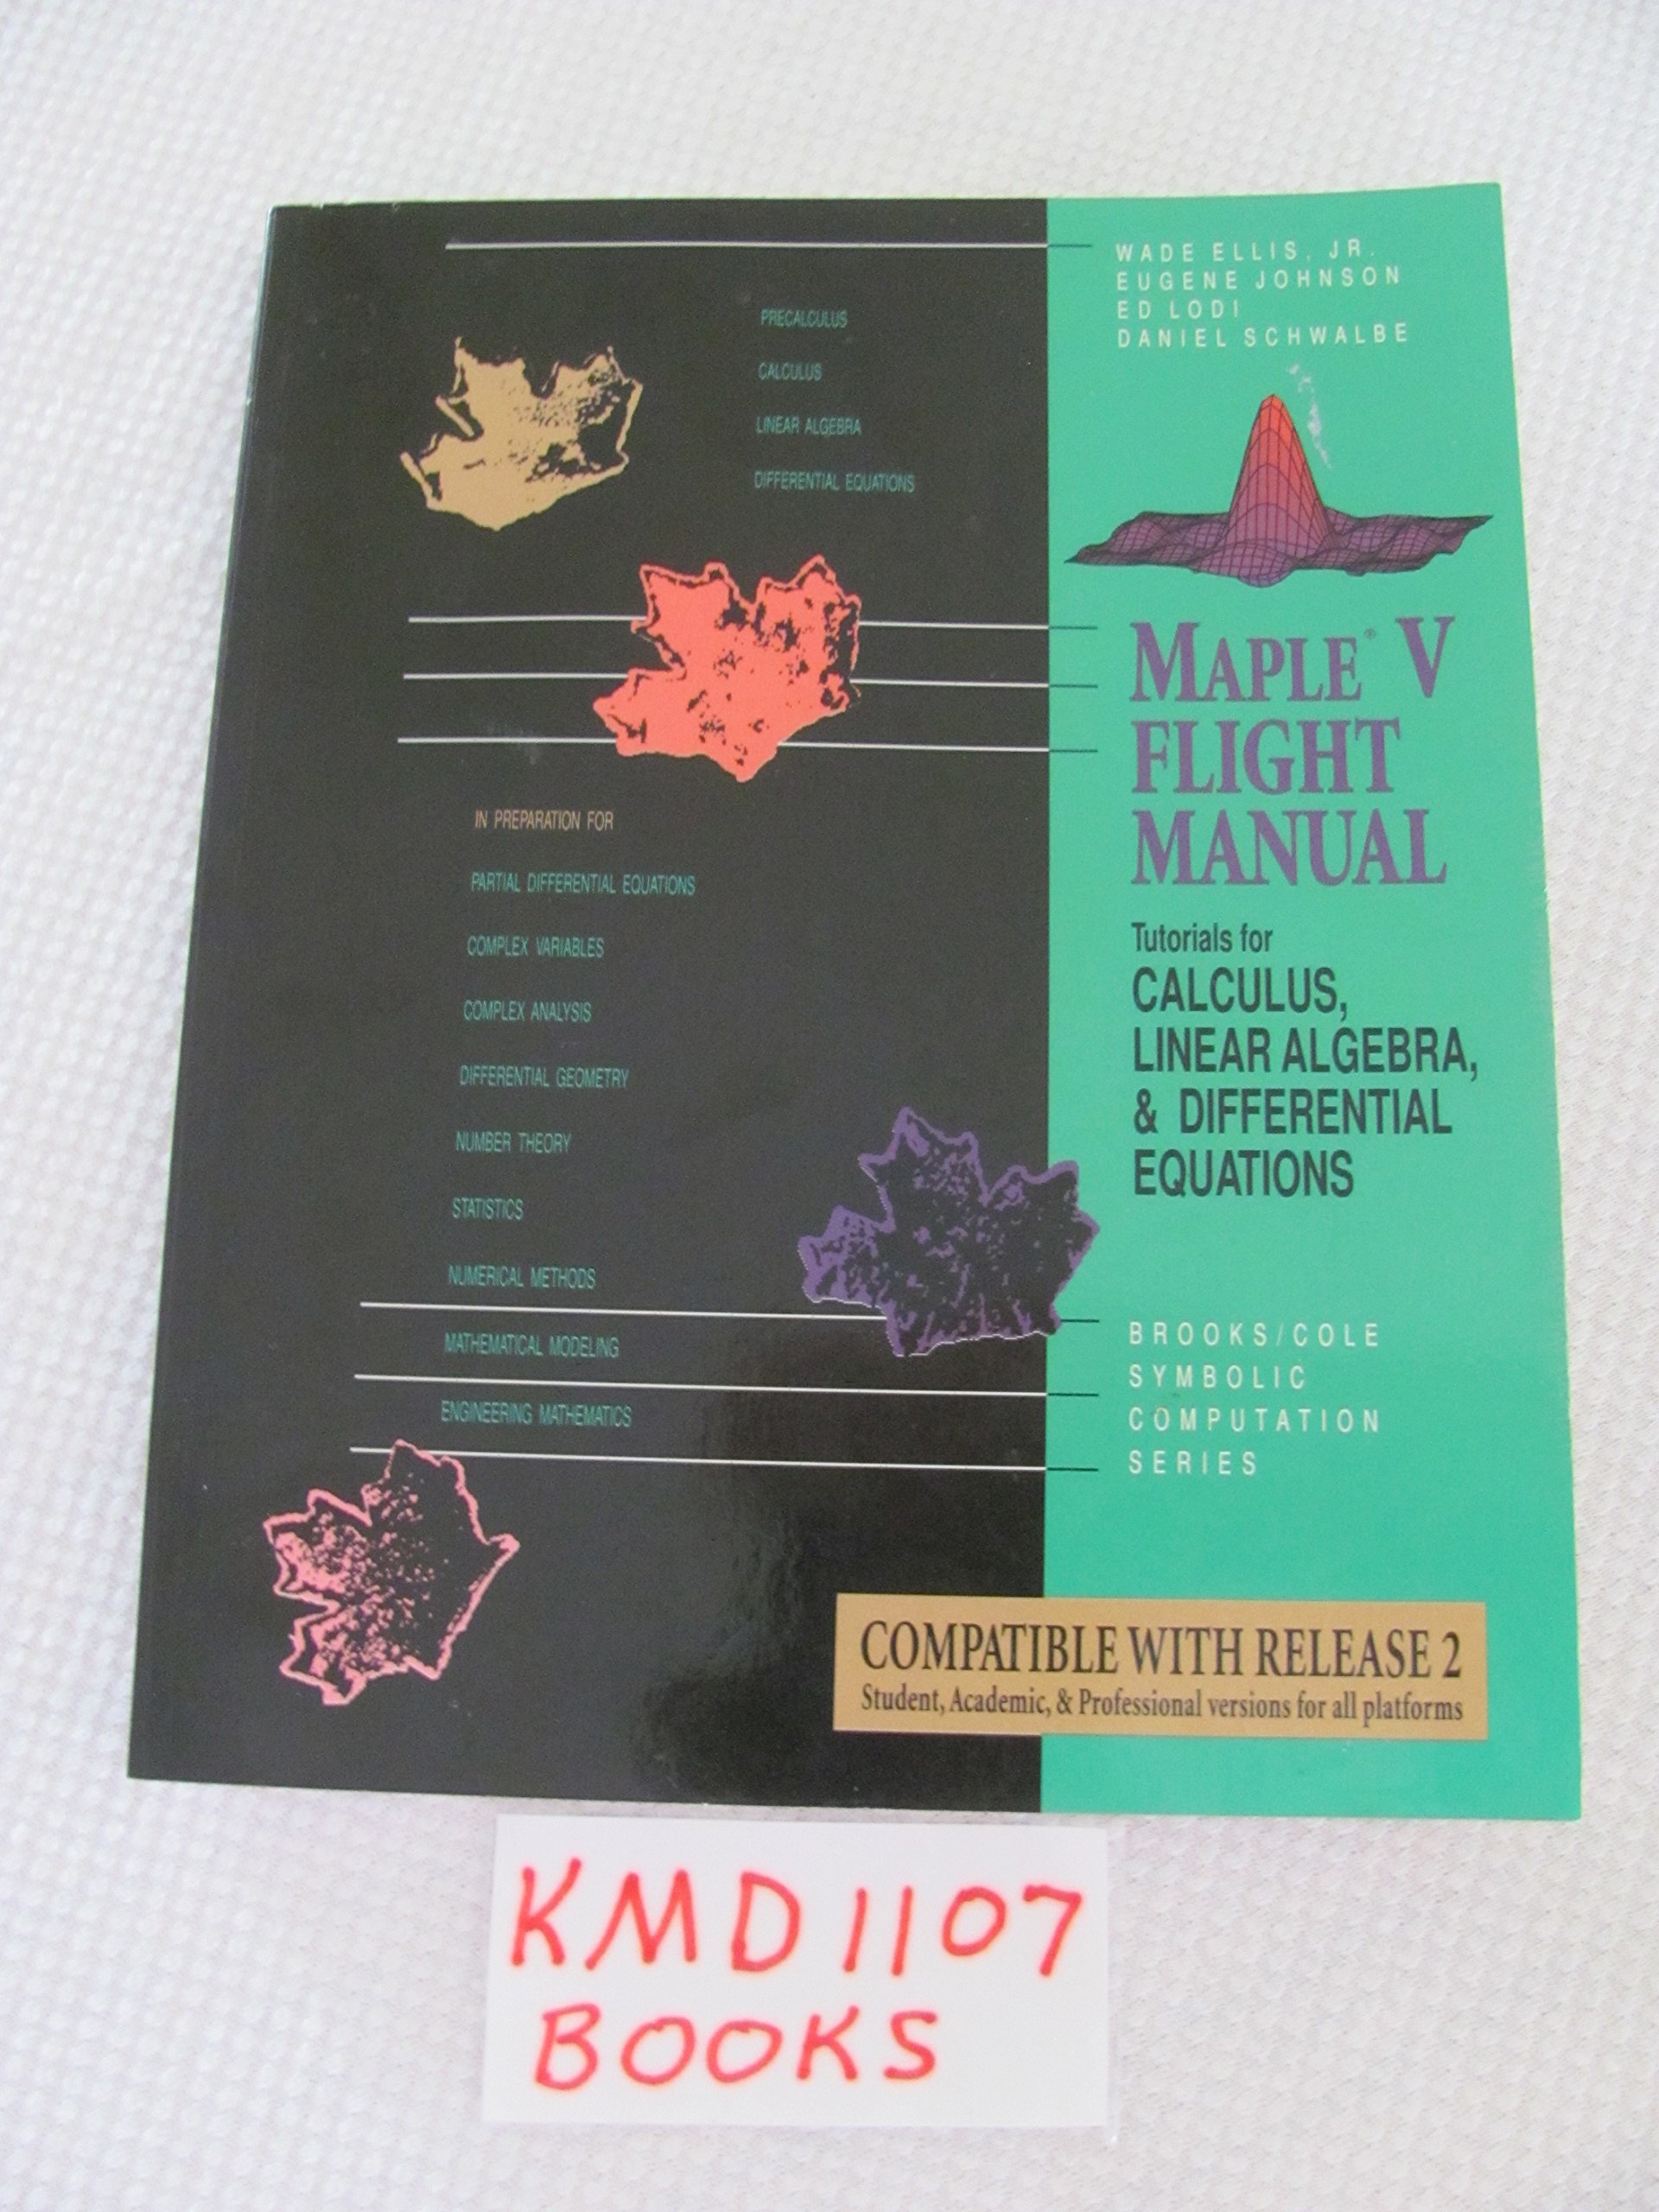 WADE ELLIS, JR.
EUGENE JOHNSON
ED LODI
DANIEL SCHWALBE
PRECALCULUS
CALCULUS
LINEAR ALGEBRA
DIFFERENTIAL EQUATIONS
MAPLE® V
FLIGHT
MANUAL
Tutorials for
CALCULUS,
LINEAR ALGEBRA,
& DIFFERENTIAL
EQUATIONS
IN PREPARATION FOR
PARTIAL DIFFERENTIAL EQUATIONS
COMPLEX VARIABLES
COMPLEX ANALYSIS
DIFFERENTIAL GEOMETRY
NUMBER THEORY
STATISTICS
NUMERICAL METHODS
MATHEMATICAL MODELING
ENGINEERING MATHEMATICS
BROOKS/COLE
SYMBOLIC
COMPUTATION
SERIES
COMPATIBLE WITH RELEASE 2
Student, Academic, & Professional versions for all platforms
KMD1107
BOOKS